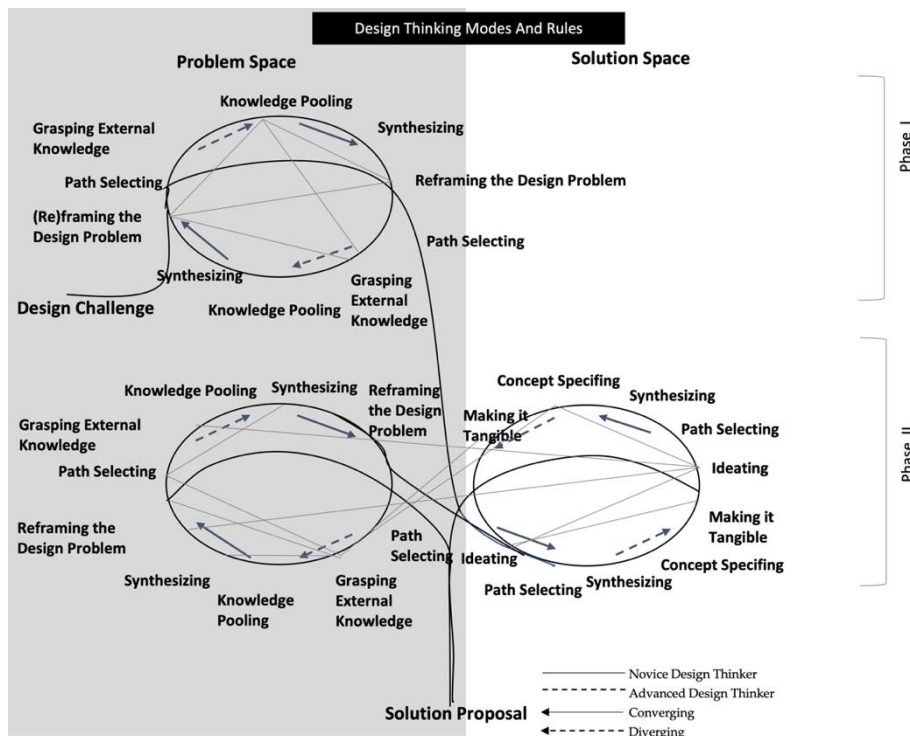 Design Thinking Modes And Rules
Problem Space
Solution Space
Knowledge Pooling
Grasping External
Knowledge
Synthesizing
Path Selecting
Reframing the Design Problem
(Re)framing the
Design Problem
Path Selecting
Synthesizing
Grasping
External
Knowledge
Knowledge Pooling
Design Challenge
Phase I
Knowledge Pooling
Synthesizing
Reframing
the Design
Problem
Grasping External
Knowledge
Path Selecting
Reframing the
Design Problem
Synthesizing
Knowledge
Pooling
Grasping
External
Knowledge
Path
Selecting
Concept Specifing
Making it
Tangible
Synthesizing
Path Selecting
Ideating
Making it
Tangible
Concept Specifing
Ideating
Path Selecting
Synthesizing
Phase II
Solution Proposal
Novice Design Thinker
Advanced Design Thinker
Converging
Diverging